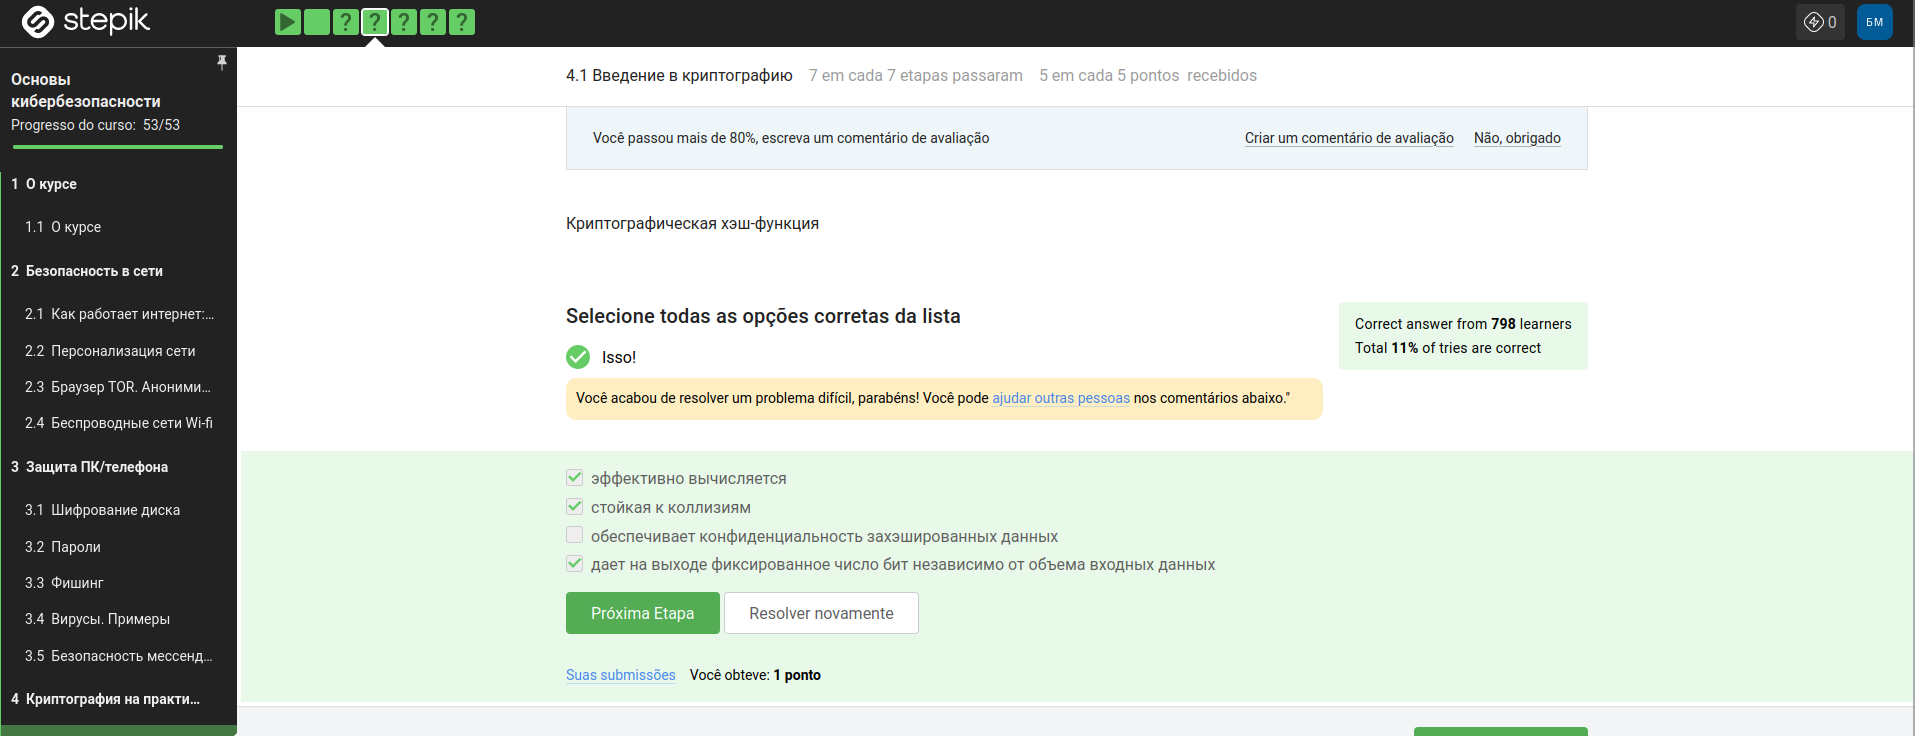 stepik
? ? ? ? ?
0
БМ
Основы
кибербезопасности
Progresso do curso: 53/53
1 О курсе
1.1 О курсе
2 Безопасность в сети
2.1 Как работает интернет:...
2.2 Персонализация сети
2.3 Браузер TOR. Аноними...
2.4 Беспроводные сети Wi-fi
3 Защита ПК/телефона
3.1 Шифрование диска
3.2 Пароли
3.3 Фишинг
3.4 Вирусы. Примеры
3.5 Безопасность мессенд...
4 Криптография на практи...
4.1 Введение в криптографию 7 em cada 7 etapas passaram 5 em cada 5 pontos recebidos
Você passou mais de 80%, escreva um comentário de avaliação
Criar um comentário de avaliação Não, obrigado
Криптографическая хэш-функция
Selecione todas as opções corretas da lista
Isso!
Você acabou de resolver um problema difícil, parabéns! Você pode ajudar outras pessoas nos comentários abaixo."
Correct answer from 798 learners
Total 11% of tries are correct
эффективно вычисляется
стойкая к коллизиям
обеспечивает конфиденциальность захэшированных данных
дает на выходе фиксированное число бит независимо от объема входных данных
Próxima Etapa
Resolver novamente
Suas submissões Você obteve: 1 ponto